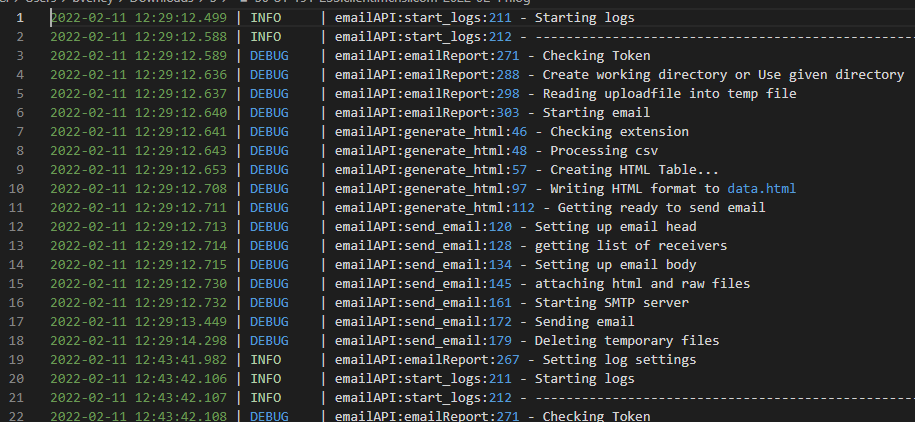 1 2022-02-11 12:29:12.499 | INFO | emailAPI:start_logs:211 - Starting logs
2 2022-02-11 12:29:12.588 | INFO | emailAPI:start_logs:212 - --------------------------------------------------
3 2022-02-11 12:29:12.589 | DEBUG | emailAPI:emailReport:271 - Checking Token
4 2022-02-11 12:29:12.636 | DEBUG | emailAPI:emailReport:288 - Create working directory or Use given directory
5 2022-02-11 12:29:12.637 | DEBUG | emailAPI:emailReport:298 - Reading uploadfile into temp file
6 2022-02-11 12:29:12.640 | DEBUG | emailAPI:emailReport:303 - Starting email
7 2022-02-11 12:29:12.641 | DEBUG | emailAPI:generate_html:46 - Checking extension
8 2022-02-11 12:29:12.643 | DEBUG | emailAPI:generate_html:48 - Processing csv
9 2022-02-11 12:29:12.653 | DEBUG | emailAPI:generate_html:57 - Creating HTML Table...
10 2022-02-11 12:29:12.708 | DEBUG | emailAPI:generate_html:97 - Writing HTML format to data.html
11 2022-02-11 12:29:12.711 | DEBUG | emailAPI:generate_html:112 - Getting ready to send email
12 2022-02-11 12:29:12.713 | DEBUG | emailAPI:send_email:120 - Setting up email head
13 2022-02-11 12:29:12.714 | DEBUG | emailAPI:send_email:128 - getting list of receivers
14 2022-02-11 12:29:12.715 | DEBUG | emailAPI:send_email:134 - Setting up email body
15 2022-02-11 12:29:12.730 | DEBUG | emailAPI:send_email:145 - attaching html and raw files
16 2022-02-11 12:29:12.732 | DEBUG | emailAPI:send_email:161 - Starting SMTP server
17 2022-02-11 12:29:13.449 | DEBUG | emailAPI:send_email:172 - Sending email
18 2022-02-11 12:29:14.298 | DEBUG | emailAPI:send_email:179 - Deleting temporary files
19 2022-02-11 12:43:41.982 | INFO | emailAPI:emailReport:267 - Setting log settings
20 2022-02-11 12:43:42.106 | INFO | emailAPI:start_logs:211 - Starting logs
21 2022-02-11 12:43:42.107 | INFO | emailAPI:start_logs:212 - --------------------------------------------------
22 2022-02-11 12:43:42.108 | DEBUG | emailAPI:emailReport:271 - Checking Token